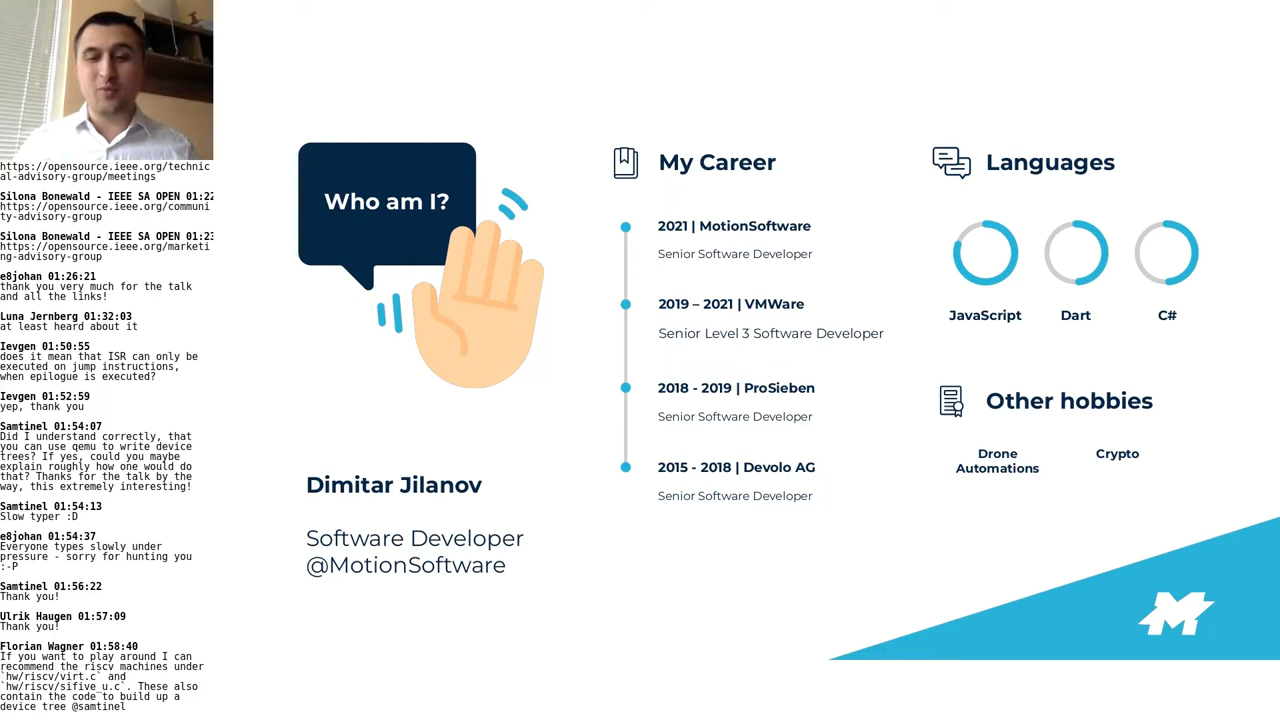 https://opensource.ieee.org/technic
al-advisory-group/meetings
Silona Bonewald - IEEE SA OPEN 01:22
https://opensource.ieee.org/communi
ty-advisory-group
Silona Bonewald - IEEE SA OPEN 01:23
https://opensource.ieee.org/marketi
ng-advisory-group
e8johan 01:26:21
thank you very much for the talk
and all the links!
Luna Jernberg 01:32:03
at least heard about it
Ievgen 01:50:55
does it mean that ISR can only be
executed on jump instructions,
when epilogue is executed?
Ievgen 01:52:59
yep, thank you
Samtinel 01:54:07
Did I understand correctly, that
you can use qemu to write device
trees? If yes, could you maybe
explain roughly how one would do
that? Thanks for the talk by the
way, this extremely interesting!
Samtinel 01:54:13
Slow typer :D
e8johan 01:54:37
Everyone types slowly under
pressure - sorry for hunting you
:-P
Samtinel 01:56:22
Thank you!
Ulrik Haugen 01:57:09
Thank you!
Florian Wagner 01:58:40
If you want to play around I can
recommend the riscv machines under
`hw/riscv/virt.c` and
`hw/riscv/sifive_u.c`. These also
contain the code to build up a
device tree @samtinel
Who am I?
Dimitar Jilanov
Software Developer
@MotionSoftware
My Career
2021 | MotionSoftware
Senior Software Developer
2019 – 2021 | VMWare
Senior Level 3 Software Developer
2018 - 2019 | ProSieben
Senior Software Developer
2015 - 2018 | Devolo AG
Senior Software Developer
Languages
JavaScript Dart C#
Other hobbies
Drone
Automations
Crypto